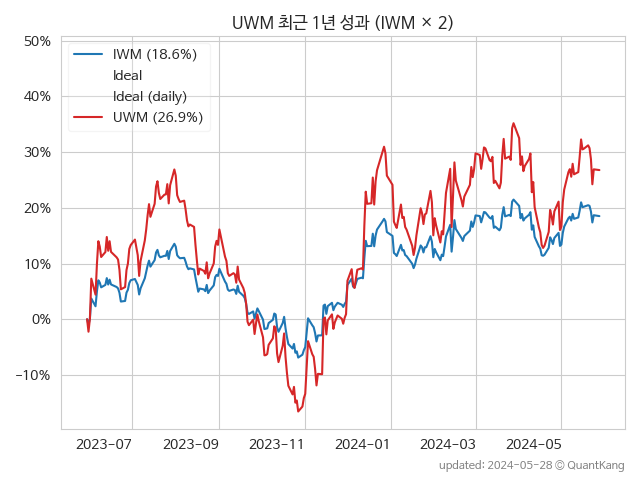 UWM 최근 1년 성과 (IWM × 2)
50%
40%
30%
20%
10%
0%
−10%
IWM (18.6%)
Ideal
Ideal (daily)
UWM (26.9%)
2023-07 2023-09 2023-11 2024-01 2024-03 2024-05
updated: 2024-05-28 © QuantKang